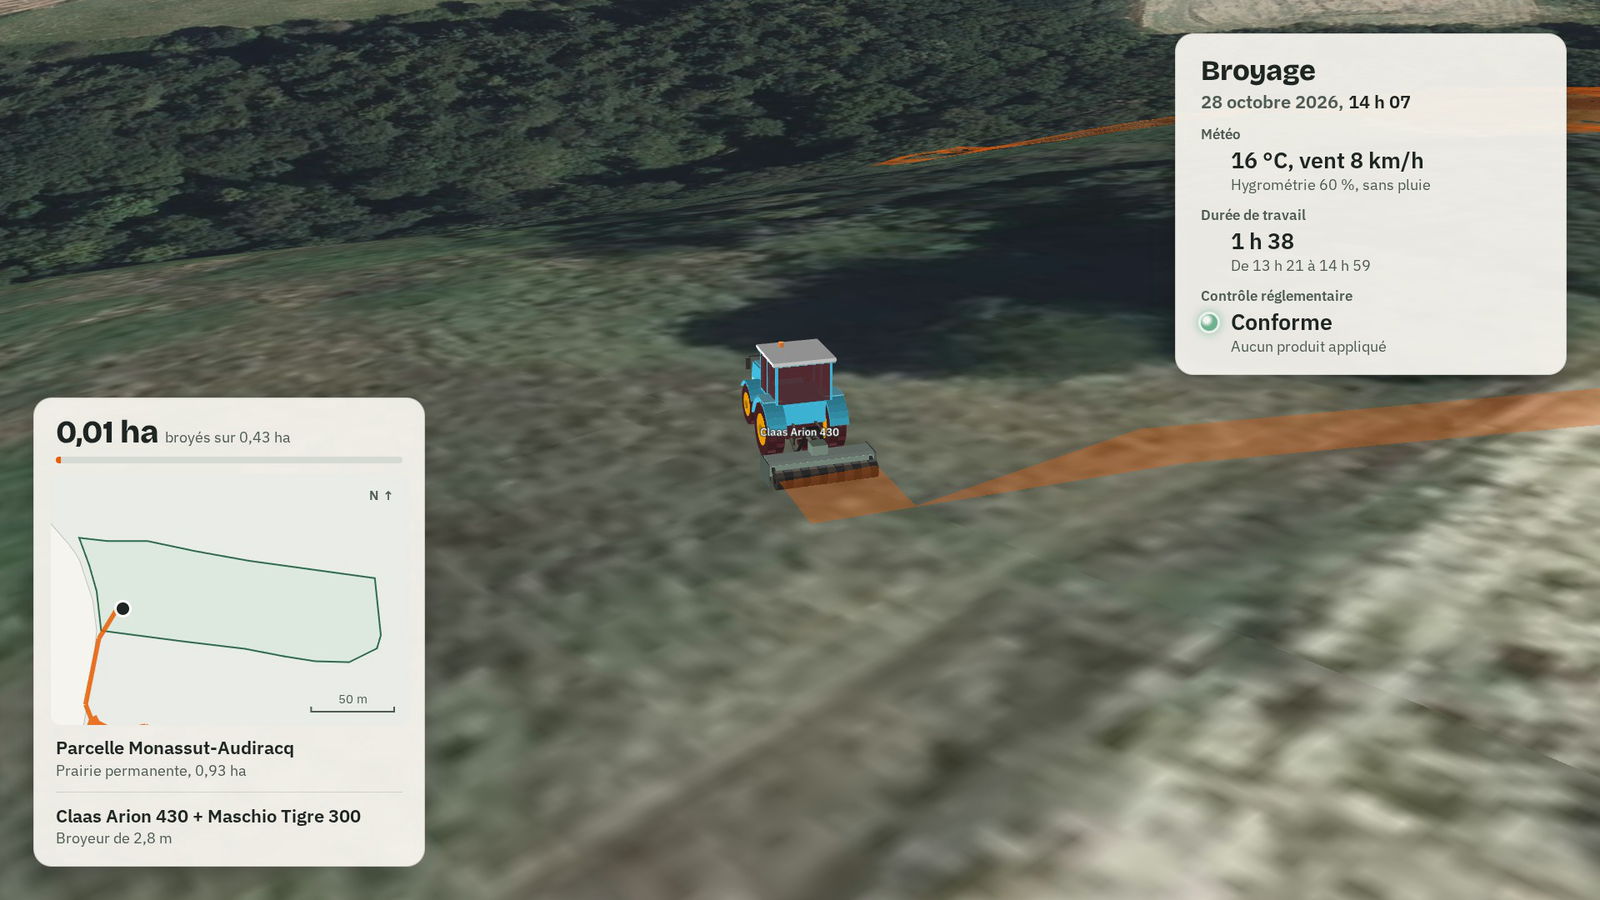 Broyage
28 octobre 2026, 14 h 07
Météo
16 °C, vent 8 km/h
Hygrométrie 60 %, sans pluie
Durée de travail
1 h 38
De 13 h 21 à 14 h 59
Contrôle réglementaire
Conforme
Aucun produit appliqué
Claas Arion 430
0,01 ha broyés sur 0,43 ha
N ↑
50 m
Parcelle Monassut-Audiracq
Prairie permanente, 0,93 ha
Claas Arion 430 + Maschio Tigre 300
Broyeur de 2,8 m